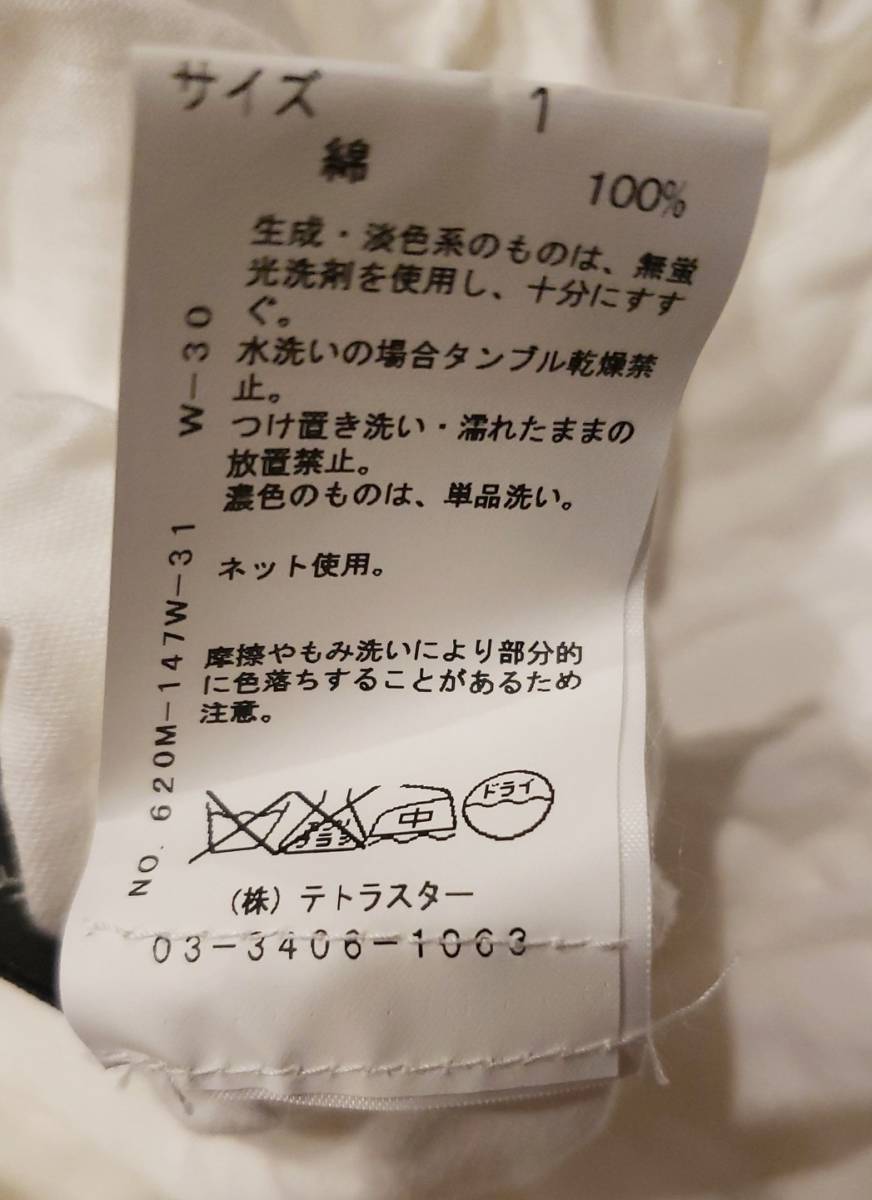 サイズ 1
綿 100%
生成・淡色系のものは、無蛍
光洗剤を使用し、十分にすす
ぐ。
水洗いの場合タンブル乾燥禁
止。
つけ置き洗い・濡れたままの
放置禁止。
濃色のものは、単品洗い。
ネット使用。
摩擦やもみ洗いにより部分的
に色落ちすることがあるため
注意。
中
ドライ
(株) テトラスター
03-3406-1063
NO. 620M-147W-31 W-30